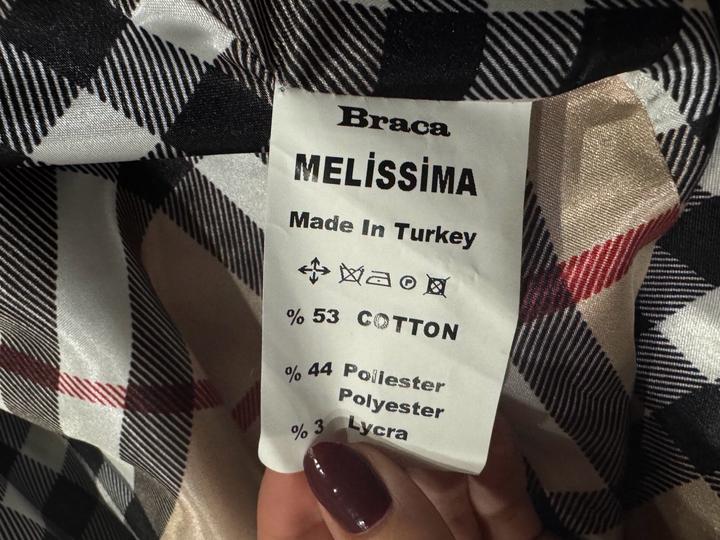 Braca
MELİSSİMA
Made In Turkey
% 53 COTTON
% 44 Poliester
Polyester
% 3 Lycra